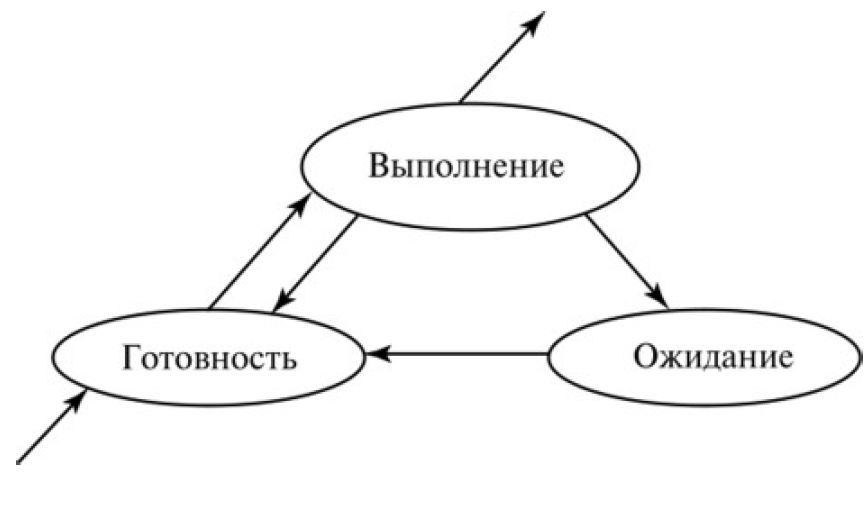 Выполнение
Готовность
Ожидание